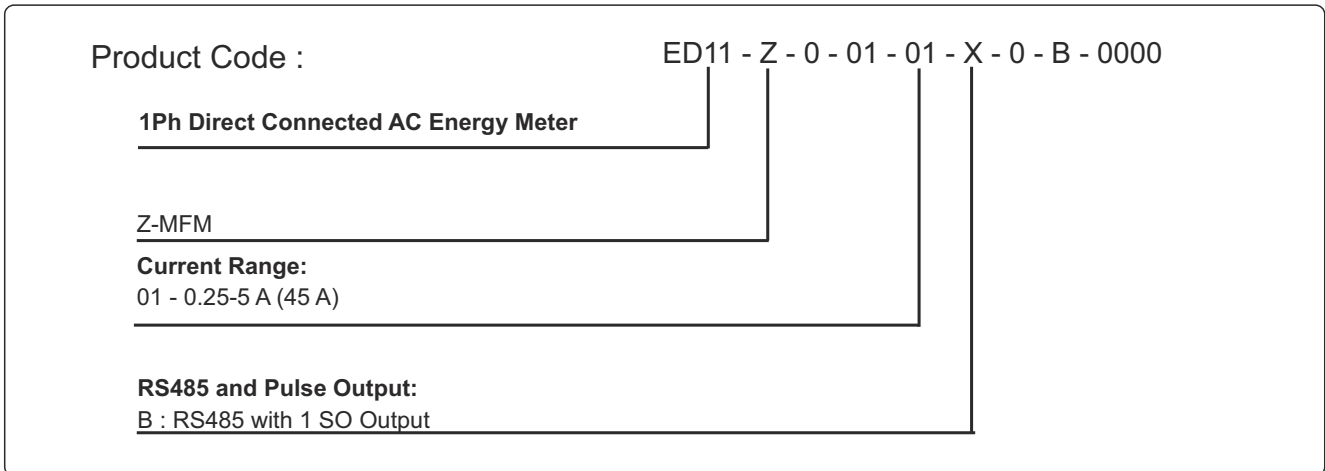 Product Code : ED11 - Z - 0 - 01 - 01 - X - 0 - B - 0000
1Ph Direct Connected AC Energy Meter
Z-MFM
Current Range:
01 - 0.25-5 A (45 A)
RS485 and Pulse Output:
B : RS485 with 1 SO Output